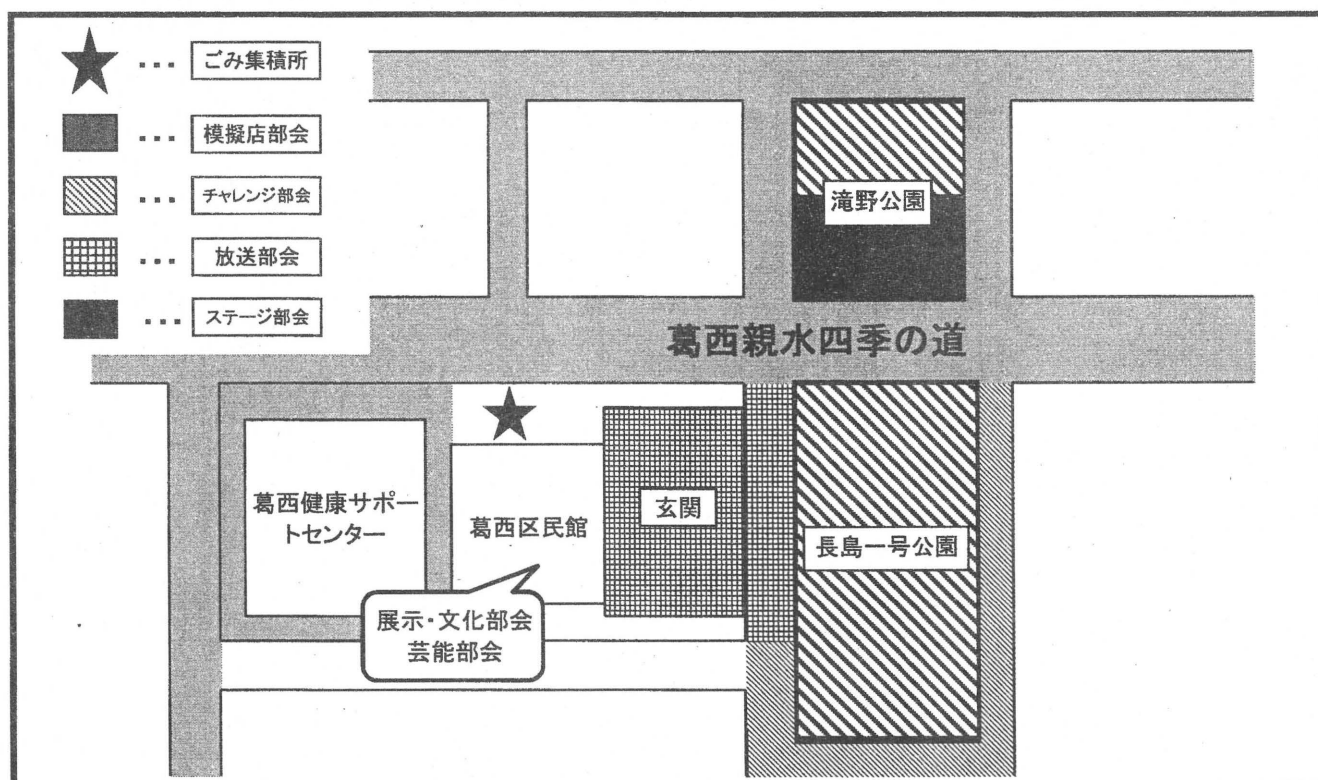 … ごみ集積所
… 模擬店部会
… チャレンジ部会
… 放送部会
… ステージ部会
滝野公園
葛西親水四季の道
葛西健康サポー
トセンター
葛西区民館
玄関
長島一号公園
展示・文化部会
芸能部会